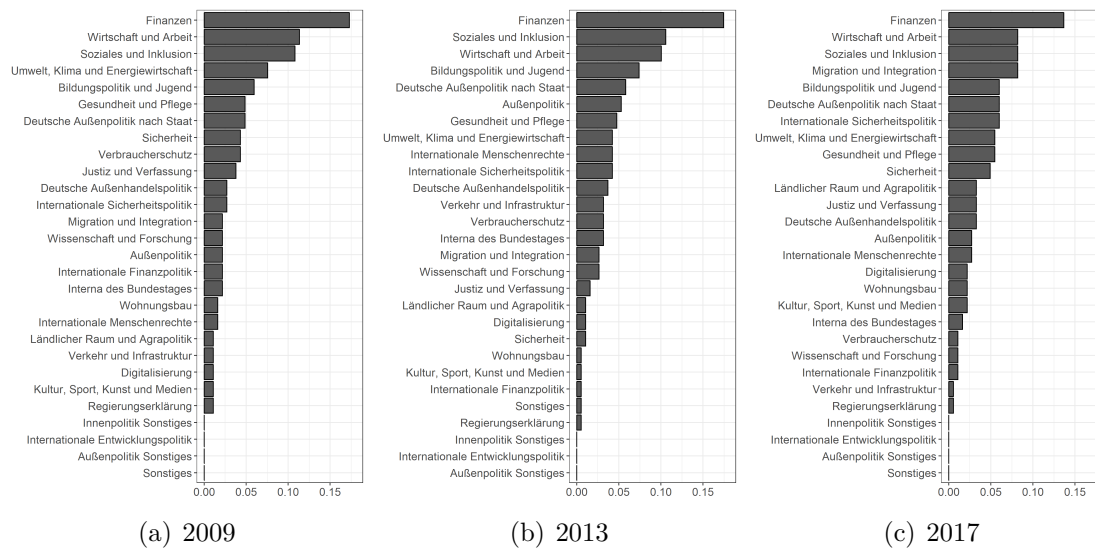 Finanzen
Wirtschaft und Arbeit
Soziales und Inklusion
Umwelt, Klima und Energiewirtschaft
Bildungspolitik und Jugend
Gesundheit und Pflege
Deutsche Außenpolitik nach Staat
Sicherheit
Verbraucherschutz
Justiz und Verfassung
Deutsche Außenhandelspolitik
Internationale Sicherheitspolitik
Migration und Integration
Wissenschaft und Forschung
Außenpolitik
Internationale Finanzpolitik
Interna des Bundestages
Wohnungsbau
Internationale Menschenrechte
Ländlicher Raum und Agrapolitik
Verkehr und Infrastruktur
Digitalisierung
Kultur, Sport, Kunst und Medien
Regierungserklärung
Innenpolitik Sonstiges
Internationale Entwicklungspolitik
Außenpolitik Sonstiges
Sonstiges
0.00 0.05 0.10 0.15
(a) 2009
Finanzen
Soziales und Inklusion
Wirtschaft und Arbeit
Bildungspolitik und Jugend
Deutsche Außenpolitik nach Staat
Außenpolitik
Gesundheit und Pflege
Umwelt, Klima und Energiewirtschaft
Internationale Menschenrechte
Internationale Sicherheitspolitik
Deutsche Außenhandelspolitik
Verkehr und Infrastruktur
Verbraucherschutz
Interna des Bundestages
Migration und Integration
Wissenschaft und Forschung
Justiz und Verfassung
Ländlicher Raum und Agrapolitik
Digitalisierung
Sicherheit
Wohnungsbau
Kultur, Sport, Kunst und Medien
Internationale Finanzpolitik
Sonstiges
Regierungserklärung
Innenpolitik Sonstiges
Internationale Entwicklungspolitik
Außenpolitik Sonstiges
0.00 0.05 0.10 0.15
(b) 2013
Finanzen
Wirtschaft und Arbeit
Soziales und Inklusion
Migration und Integration
Bildungspolitik und Jugend
Deutsche Außenpolitik nach Staat
Internationale Sicherheitspolitik
Umwelt, Klima und Energiewirtschaft
Gesundheit und Pflege
Sicherheit
Ländlicher Raum und Agrapolitik
Justiz und Verfassung
Deutsche Außenhandelspolitik
Außenpolitik
Internationale Menschenrechte
Digitalisierung
Wohnungsbau
Kultur, Sport, Kunst und Medien
Interna des Bundestages
Verbraucherschutz
Wissenschaft und Forschung
Internationale Finanzpolitik
Verkehr und Infrastruktur
Regierungserklärung
Innenpolitik Sonstiges
Internationale Entwicklungspolitik
Außenpolitik Sonstiges
Sonstiges
0.00 0.05 0.10 0.15
(c) 2017